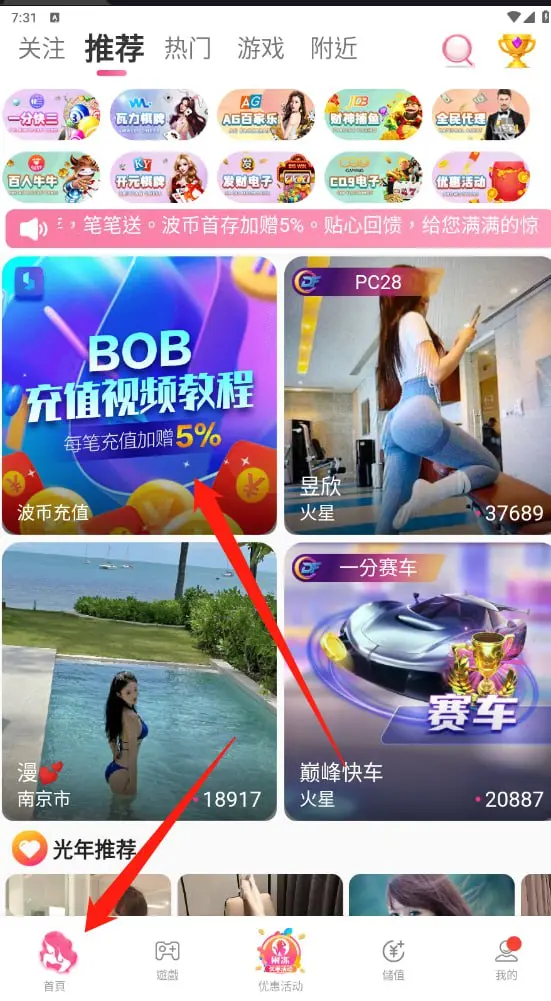 7:31
关注 推荐 热门 游戏 附近
一分快三 瓦力棋牌 AG AG百家乐 财神捕鱼 全民代理
百人牛牛 KY 开元棋牌 发 发财电子 CQ9电子 优惠活动
，笔笔送。波币首存加赠5%。贴心回馈，给您满满的惊
BOB
充值视频教程
每笔充值加赠5%
波币充值
DF PC28
昱欣
火星 37689
漫
南京市 18917
DF 一分赛车
赛车
巅峰快车
火星 20887
光年推荐
首頁 遊戲 优惠活动 儲值 我的